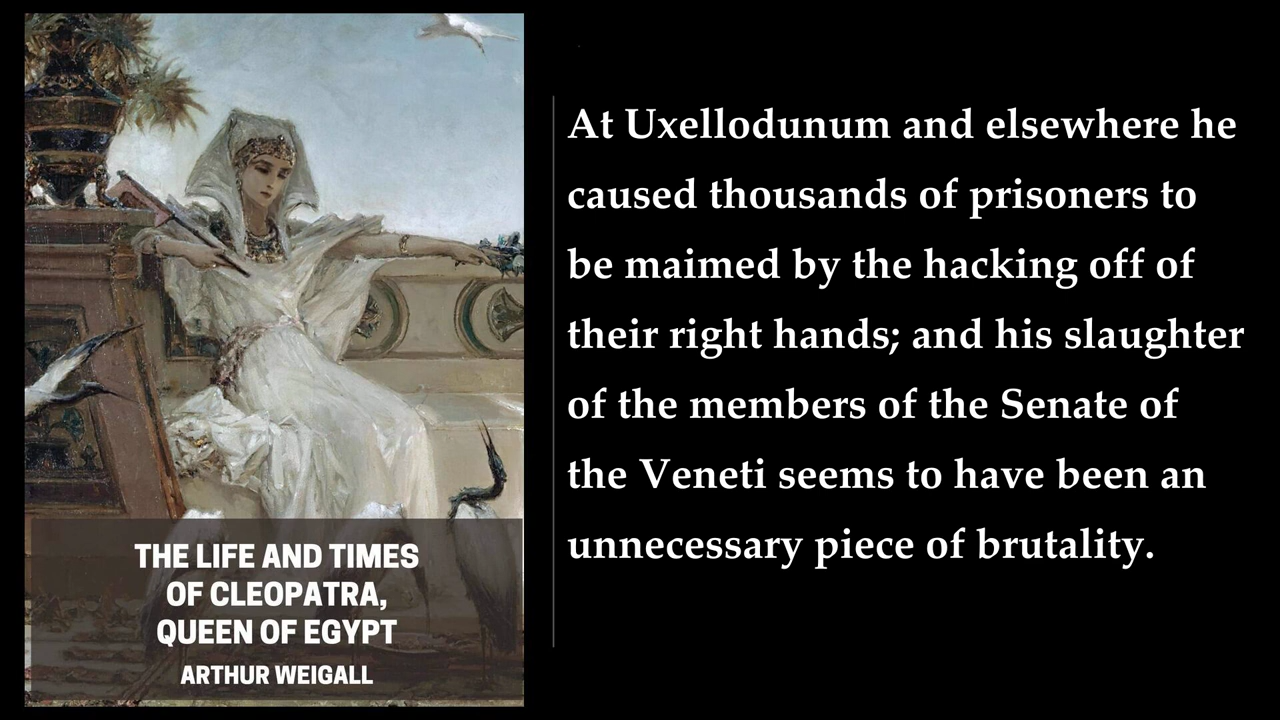 THE LIFE AND TIMES
OF CLEOPATRA,
QUEEN OF EGYPT
ARTHUR WEIGALL
At Uxellodunum and elsewhere he
caused thousands of prisoners to
be maimed by the hacking off of
their right hands; and his slaughter
of the members of the Senate of
the Veneti seems to have been an
unnecessary piece of brutality.